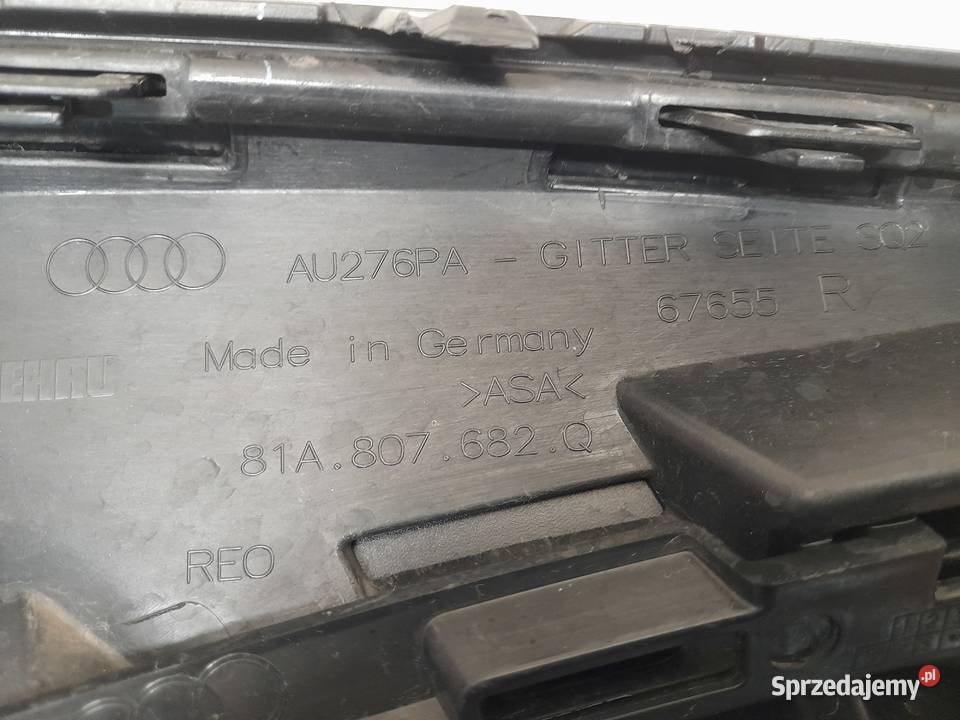 AU276PA - GITTER SEITE SQ2
67655 R
Made in Germany
>ASA<
81A.807.682.Q
REO
Sprzedajemy.pl